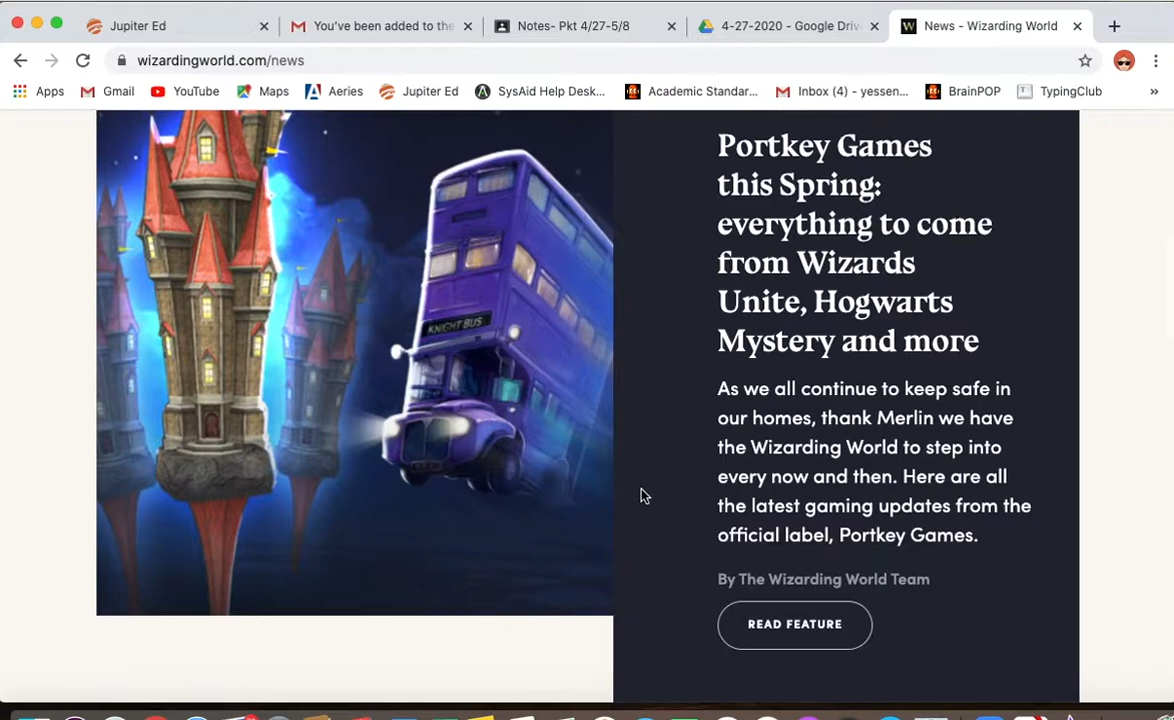 Jupiter Ed
You've been added to the
Notes- Pkt 4/27-5/8
4-27-2020 - Google Driv
News - Wizarding World
wizardingworld.com/news
Apps
Gmail
YouTube
Maps
Aeries
Jupiter Ed
SysAid Help Desk...
Academic Standar...
Inbox (4) - yessen...
BrainPOP
TypingClub
KNIGHT BUS
Portkey Games
this Spring:
everything to come
from Wizards
Unite, Hogwarts
Mystery and more
As we all continue to keep safe in
our homes, thank Merlin we have
the Wizarding World to step into
every now and then. Here are all
the latest gaming updates from the
official label, Portkey Games.
By The Wizarding World Team
READ FEATURE